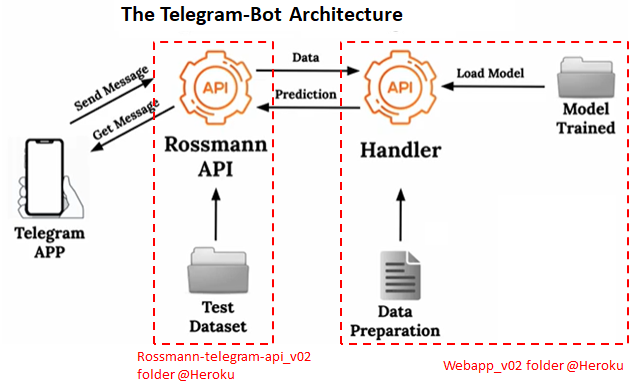 The Telegram-Bot Architecture
Send Message
Get Message
Telegram
APP
API
Rossmann
API
Data
Prediction
API
Handler
Load Model
Model
Trained
Test
Dataset
Data
Preparation
Rossmann-telegram-api_v02
folder @Heroku
Webapp_v02 folder @Heroku